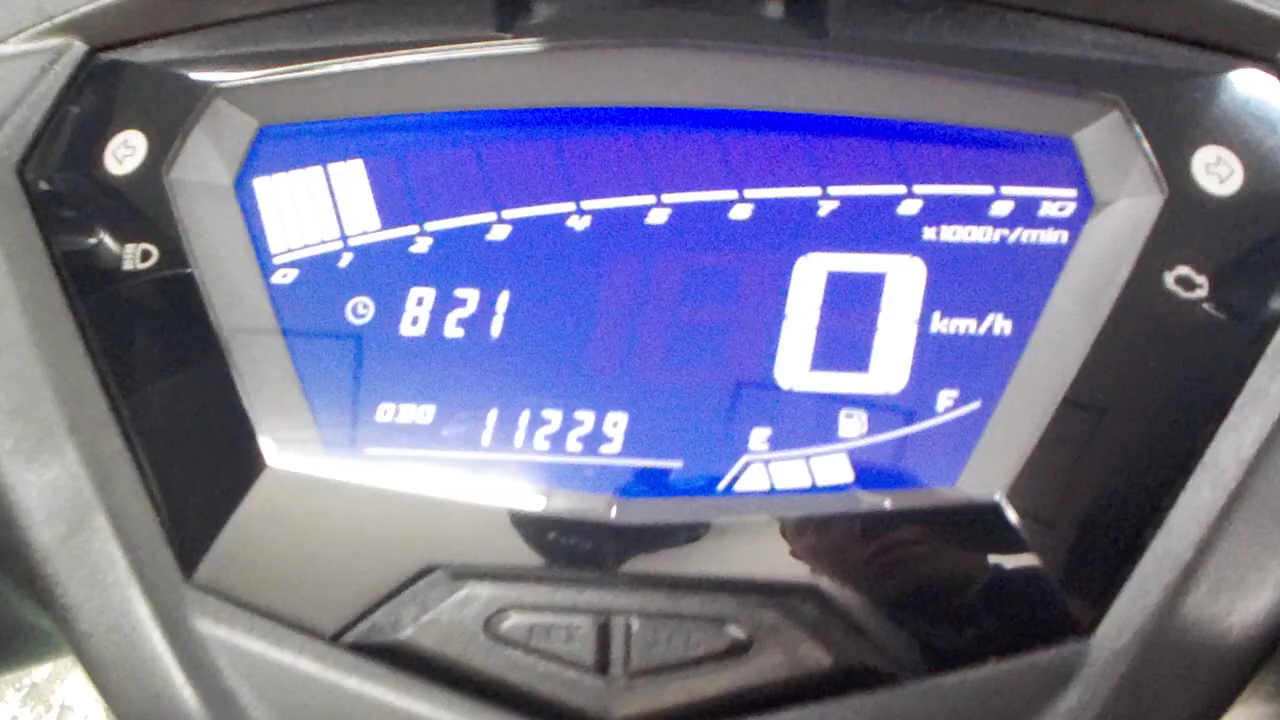 0 1 2 3 4 5 6 7 8 9 10
x1000r/min
8 21
0
km/h
ODO 11229
E
F
SEL